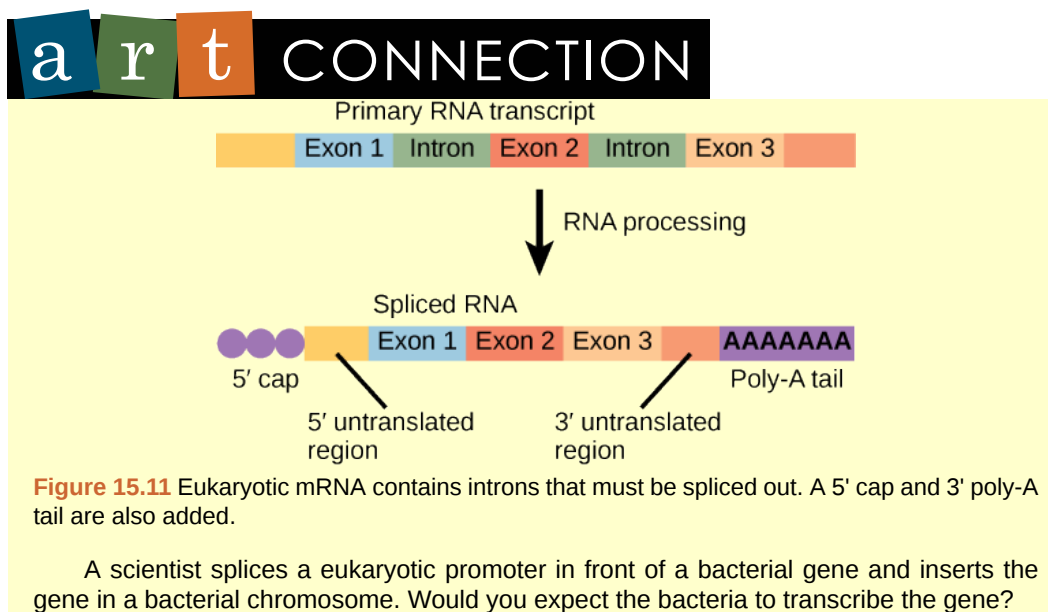 art CONNECTION
Primary RNA transcript
Exon 1 Intron Exon 2 Intron Exon 3
RNA processing
Spliced RNA
Exon 1 Exon 2 Exon 3 AAAAAAA
5′ cap Poly-A tail
5′ untranslated region
3′ untranslated region
Figure 15.11 Eukaryotic mRNA contains introns that must be spliced out. A 5' cap and 3' poly-A
tail are also added.
A scientist splices a eukaryotic promoter in front of a bacterial gene and inserts the
gene in a bacterial chromosome. Would you expect the bacteria to transcribe the gene?